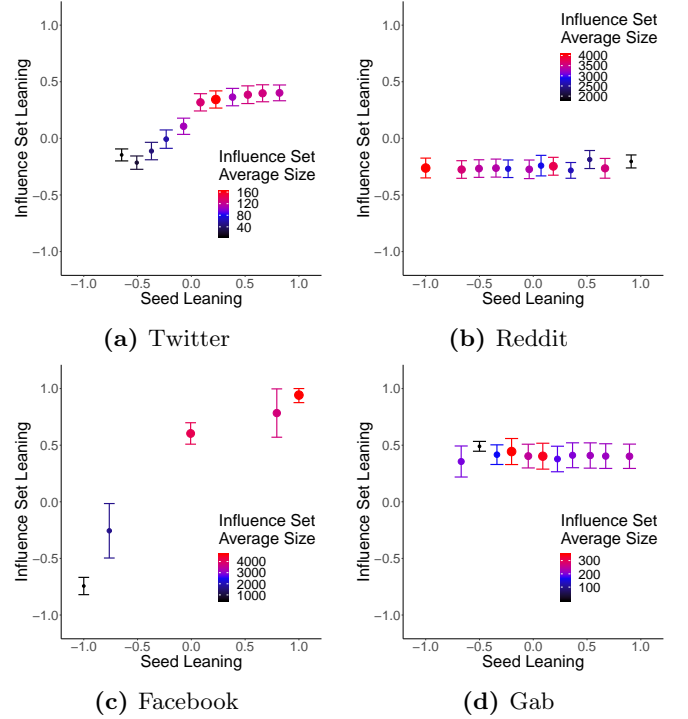 1.0
0.5
0.0
−0.5
−1.0
Influence Set Leaning
Influence Set
Average Size
160
120
80
40
−1.0 −0.5 0.0 0.5 1.0
Seed Leaning
(a) Twitter
1.0
0.5
0.0
−0.5
−1.0
Influence Set Leaning
Influence Set
Average Size
4000
3500
3000
2500
2000
−1.0 −0.5 0.0 0.5 1.0
Seed Leaning
(b) Reddit
1.0
0.5
0.0
−0.5
−1.0
Influence Set Leaning
Influence Set
Average Size
4000
3000
2000
1000
−1.0 −0.5 0.0 0.5 1.0
Seed Leaning
(c) Facebook
1.0
0.5
0.0
−0.5
−1.0
Influence Set Leaning
Influence Set
Average Size
300
200
100
−1.0 −0.5 0.0 0.5 1.0
Seed Leaning
(d) Gab